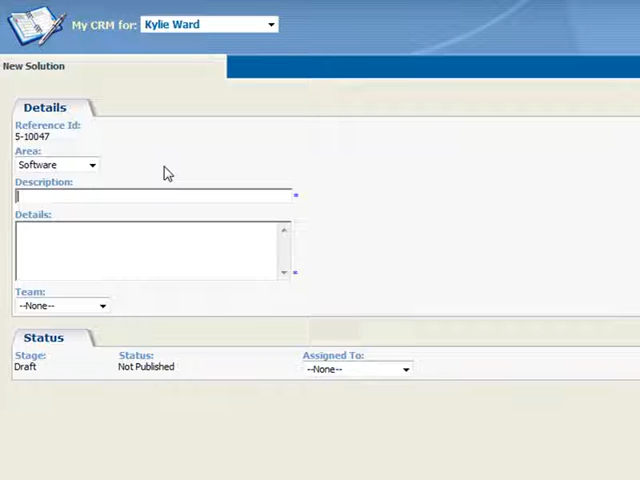 My CRM for: Kylie Ward
New Solution
Details
Reference Id:
5-10047
Area:
Software
Description:
*
Details:
*
Team:
--None--
Status
Stage: Status: Assigned To:
Draft Not Published --None--